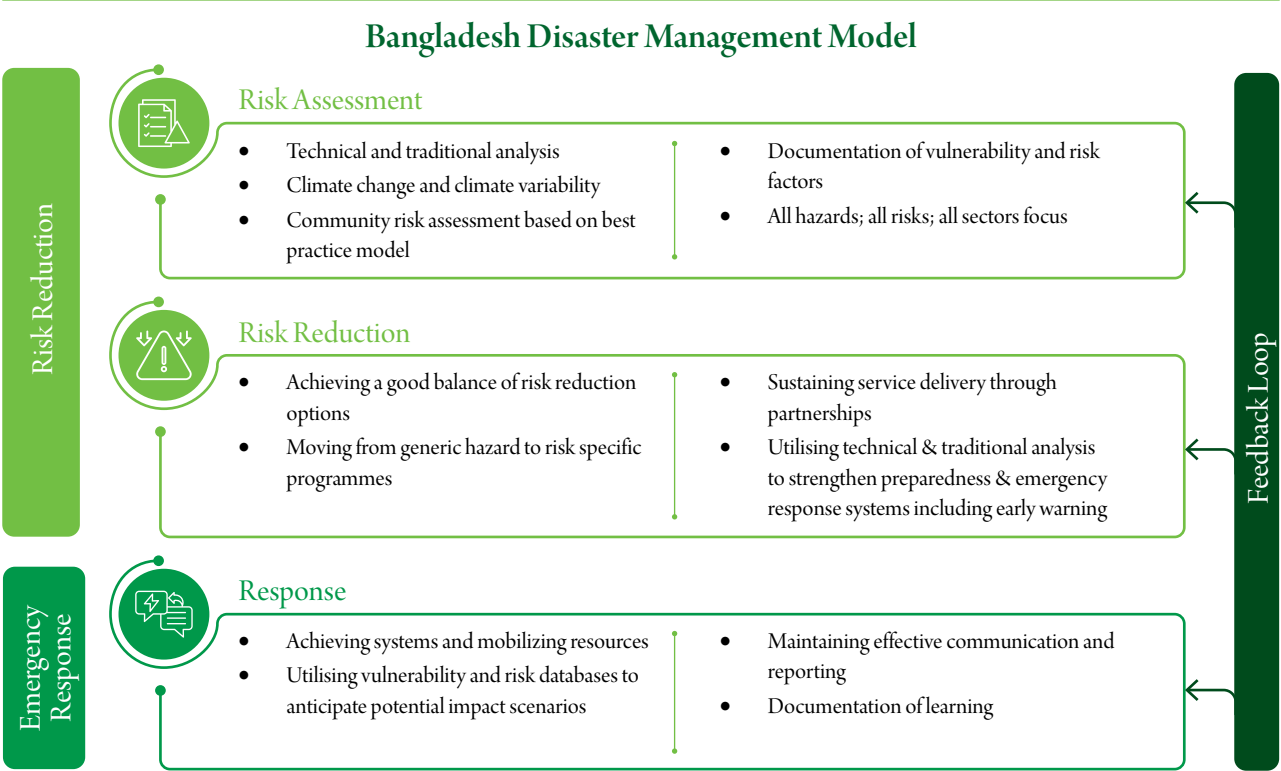 Bangladesh Disaster Management Model
Risk Reduction
Risk Assessment
• Technical and traditional analysis
• Climate change and climate variability
• Community risk assessment based on best
practice model
• Documentation of vulnerability and risk
factors
• All hazards; all risks; all sectors focus
Risk Reduction
• Achieving a good balance of risk reduction
options
• Moving from generic hazard to risk specific
programmes
• Sustaining service delivery through
partnerships
• Utilising technical & traditional analysis
to strengthen preparedness & emergency
response systems including early warning
Emergency
Response
Response
• Achieving systems and mobilizing resources
• Utilising vulnerability and risk databases to
anticipate potential impact scenarios
• Maintaining effective communication and
reporting
• Documentation of learning
Feedback Loop